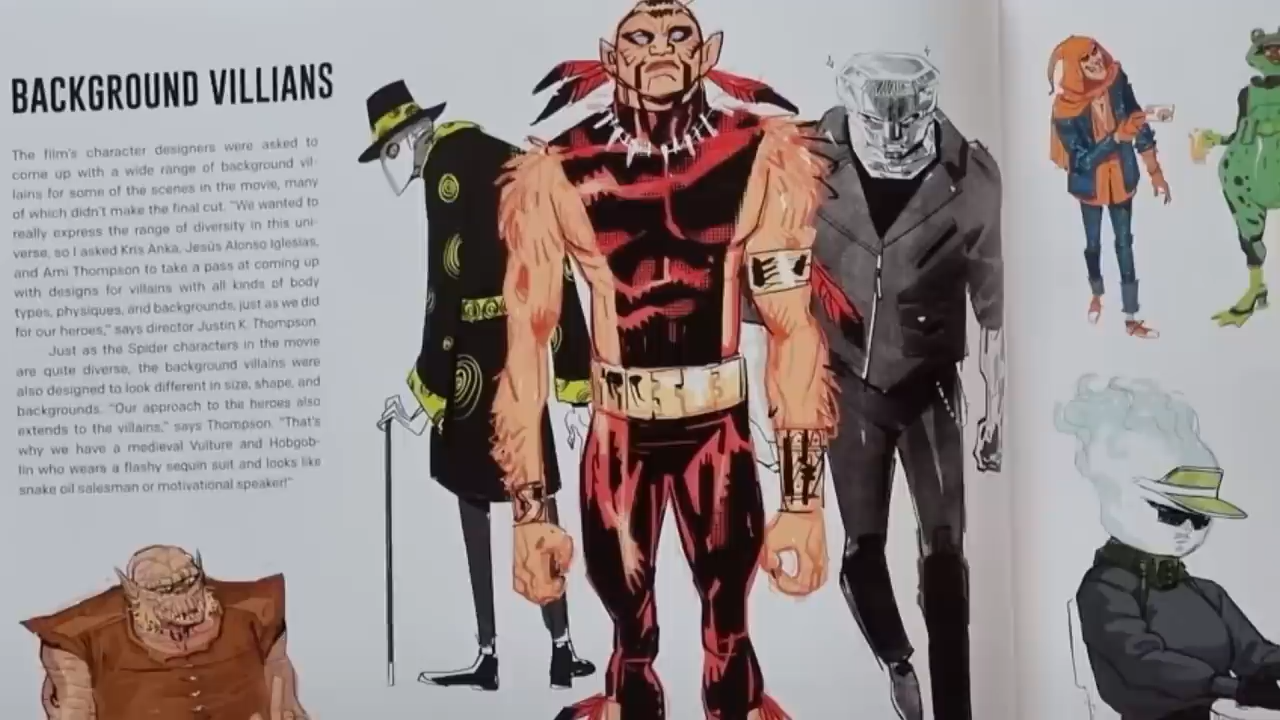 BACKGROUND VILLIANS
The film's character designers were asked to
come up with a wide range of background vil-
lains for some of the scenes in the movie, many
of which didn't make the final cut. "We wanted to
really express the range of diversity in this uni-
verse, so I asked Kris Anka, Jesús Alonso Iglesias,
and Ami Thompson to take a pass at coming up
with designs for villains with all kinds of body
types, physiques, and backgrounds, just as we did
for our heroes," says director Justin K. Thompson.
Just as the Spider characters in the movie
are quite diverse, the background villains were
also designed to look different in size, shape, and
backgrounds. "Our approach to the heroes also
extends to the villains," says Thompson. "That's
why we have a medieval Vulture and Hobgob-
lin who wears a flashy sequin suit and looks like
snake oil salesman or motivational speaker!"